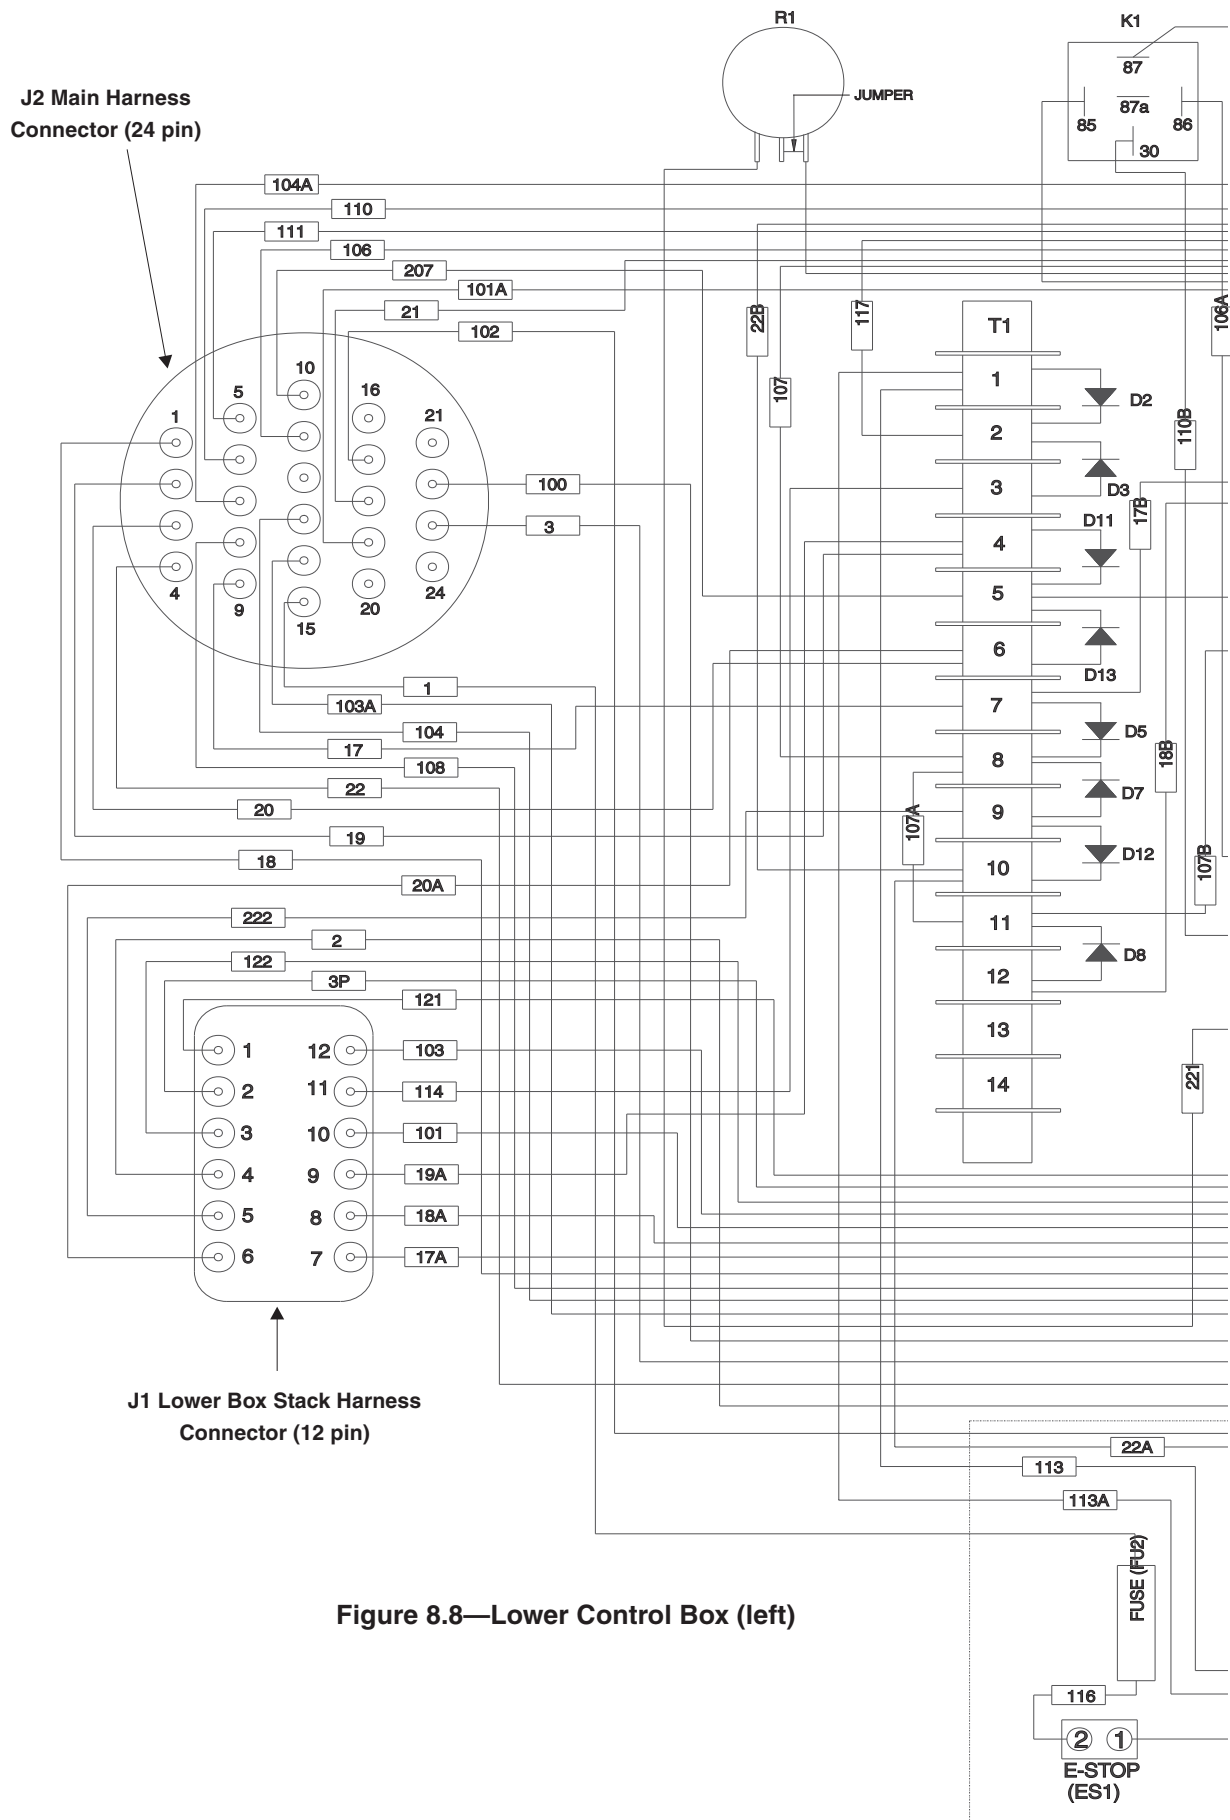 R1
K1
87
87a
85
86
30
JUMPER
J2 Main Harness
Connector (24 pin)
104A
110
111
106
207
101A
21
102
22B
117
107
106A
110B
T1
1
2
3
4
5
6
7
8
9
10
11
12
13
14
D2
D3
D11
17B
D13
D5
D7
18B
D12
107A
107B
D8
221
1
4
5
9
10
15
16
20
21
24
100
3
1
103A
104
17
108
22
20
19
18
20A
222
2
122
3P
121
1
2
3
4
5
6
12
11
10
9
8
7
103
114
101
19A
18A
17A
J1 Lower Box Stack Harness
Connector (12 pin)
22A
113
113A
FUSE (FU2)
116
2
1
E-STOP
(ES1)
Figure 8.8—Lower Control Box (left)